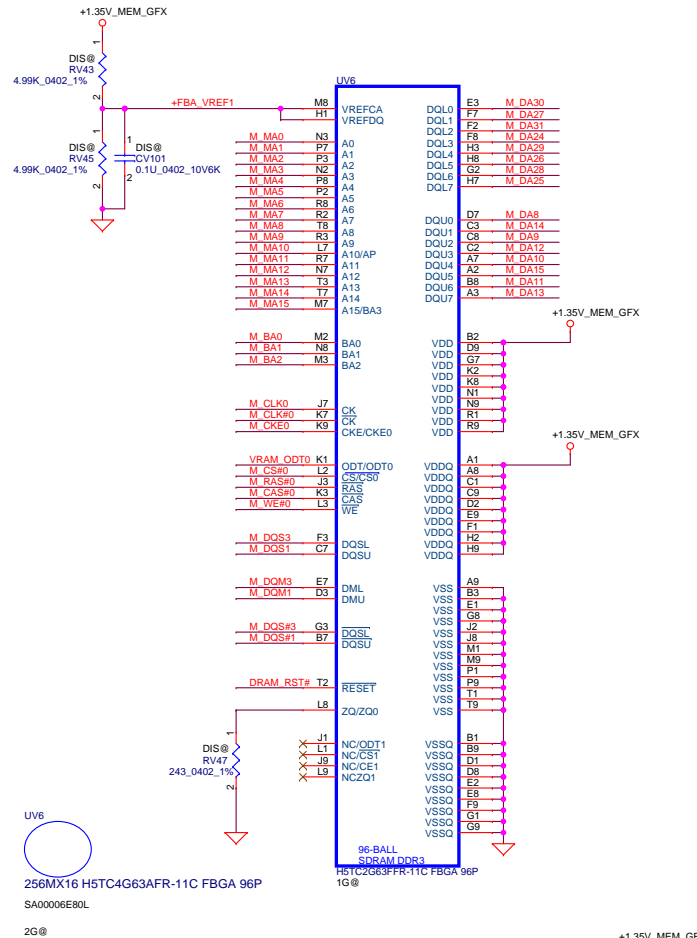 +1.35V_MEM_GFX
1
DIS@
RV43
4.99K_0402_1%
2
+FBA_VREF1
1
DIS@
RV45
4.99K_0402_1%
2
1
DIS@
CV101
0.1U_0402_10V6K
2
UV6
M8 VREFCA
H1 VREFDQ
M_MA0 N3 A0
M_MA1 P7 A1
M_MA2 P3 A2
M_MA3 N2 A3
M_MA4 P8 A4
M_MA5 P2 A5
M_MA6 R8 A6
M_MA7 R2 A7
M_MA8 T8 A8
M_MA9 R3 A9
M_MA10 L7 A10/AP
M_MA11 R7 A11
M_MA12 N7 A12
M_MA13 T3 A13
M_MA14 T7 A14
M_MA15 M7 A15/BA3
M_BA0 M2 BA0
M_BA1 N8 BA1
M_BA2 M3 BA2
M_CLK0 J7 CK
M_CLK#0 K7 CK
M_CKE0 K9 CKE/CKE0
VRAM_ODT0 K1 ODT/ODT0
M_CS#0 L2 CS/CS0
M_RAS#0 J3 RAS
M_CAS#0 K3 CAS
M_WE#0 L3 WE
M_DQS3 F3 DQSL
M_DQS1 C7 DQSU
M_DQM3 E7 DML
M_DQM1 D3 DMU
M_DQS#3 G3 DQSL
M_DQS#1 B7 DQSU
DRAM_RST# T2 RESET
L8 ZQ/ZQ0
1
DIS@
RV47
243_0402_1%
2
J1 NC/ODT1
L1 NC/CS1
J9 NC/CE1
L9 NCZQ1
DQL0 E3 M_DA30
DQL1 F7 M_DA27
DQL2 F2 M_DA31
DQL3 F8 M_DA24
DQL4 H3 M_DA29
DQL5 H8 M_DA26
DQL6 G2 M_DA28
DQL7 H7 M_DA25
DQU0 D7 M_DA8
DQU1 C3 M_DA14
DQU2 C8 M_DA9
DQU3 C2 M_DA12
DQU4 A7 M_DA10
DQU5 A2 M_DA15
DQU6 B8 M_DA11
DQU7 A3 M_DA13
+1.35V_MEM_GFX
VDD B2
VDD D9
VDD G7
VDD K2
VDD K8
VDD N1
VDD N9
VDD R1
VDD R9
+1.35V_MEM_GFX
VDDQ A1
VDDQ A8
VDDQ C1
VDDQ C9
VDDQ D2
VDDQ E9
VDDQ F1
VDDQ H2
VDDQ H9
VSS A9
VSS B3
VSS E1
VSS G8
VSS J2
VSS J8
VSS M1
VSS M9
VSS P1
VSS P9
VSS T1
VSS T9
VSSQ B1
VSSQ B9
VSSQ D1
VSSQ D8
VSSQ E2
VSSQ E8
VSSQ F9
VSSQ G1
VSSQ G9
96-BALL
SDRAM DDR3
H5TC2G63FFR-11C FBGA 96P
1G@
UV6
256MX16 H5TC4G63AFR-11C FBGA 96P
SA00006E80L
2G@